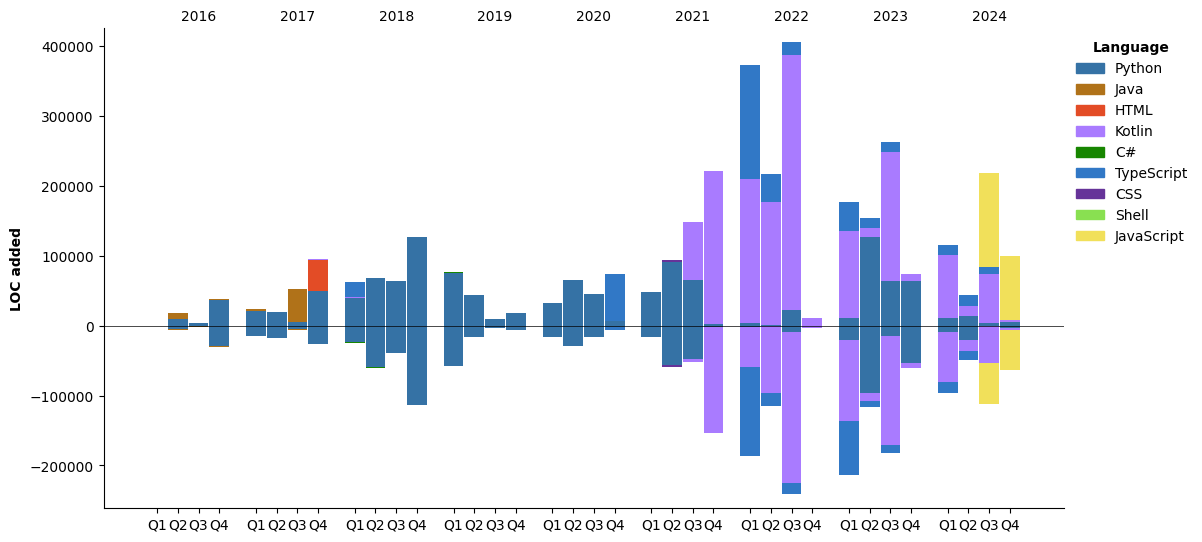 2016 2017 2018 2019 2020 2021 2022 2023 2024
LOC added
400000
300000
200000
100000
0
−100000
−200000
Q1 Q2 Q3 Q4 Q1 Q2 Q3 Q4 Q1 Q2 Q3 Q4 Q1 Q2 Q3 Q4 Q1 Q2 Q3 Q4 Q1 Q2 Q3 Q4 Q1 Q2 Q3 Q4 Q1 Q2 Q3 Q4 Q1 Q2 Q3 Q4
Language
Python
Java
HTML
Kotlin
C#
TypeScript
CSS
Shell
JavaScript